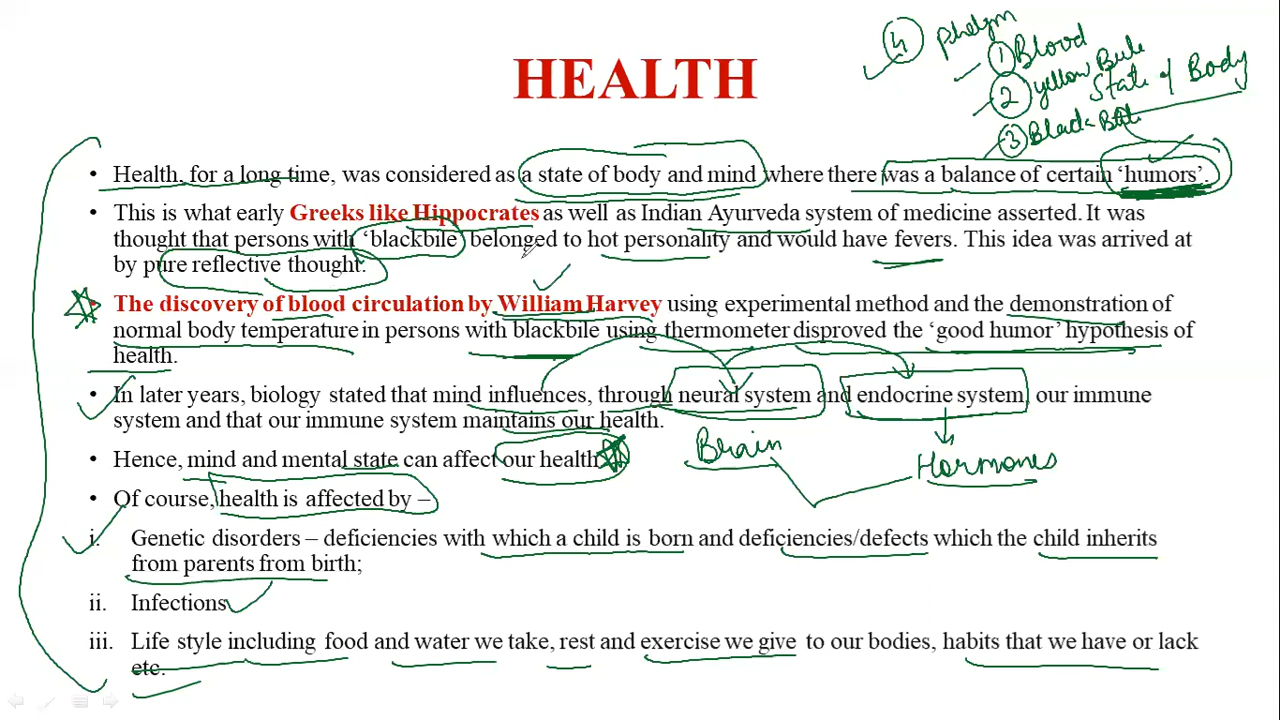 ④ Phelgm
① Blood
② Yellow Bule
State of Body
③ Black Bile
HEALTH
• Health, for a long time, was considered as a state of body and mind where there was a balance of certain ‘humors’.
• This is what early Greeks like Hippocrates as well as Indian Ayurveda system of medicine asserted. It was
thought that persons with ‘blackbile’ belonged to hot personality and would have fevers. This idea was arrived at
by pure reflective thought.
• The discovery of blood circulation by William Harvey using experimental method and the demonstration of
normal body temperature in persons with blackbile using thermometer disproved the ‘good humor’ hypothesis of
health.
• In later years, biology stated that mind influences, through neural system and endocrine system, our immune
system and that our immune system maintains our health.
• Hence, mind and mental state can affect our health.
Brain
Hormones
• Of course, health is affected by –
i. Genetic disorders – deficiencies with which a child is born and deficiencies/defects which the child inherits
from parents from birth;
ii. Infections
iii. Life style including food and water we take, rest and exercise we give to our bodies, habits that we have or lack
etc.